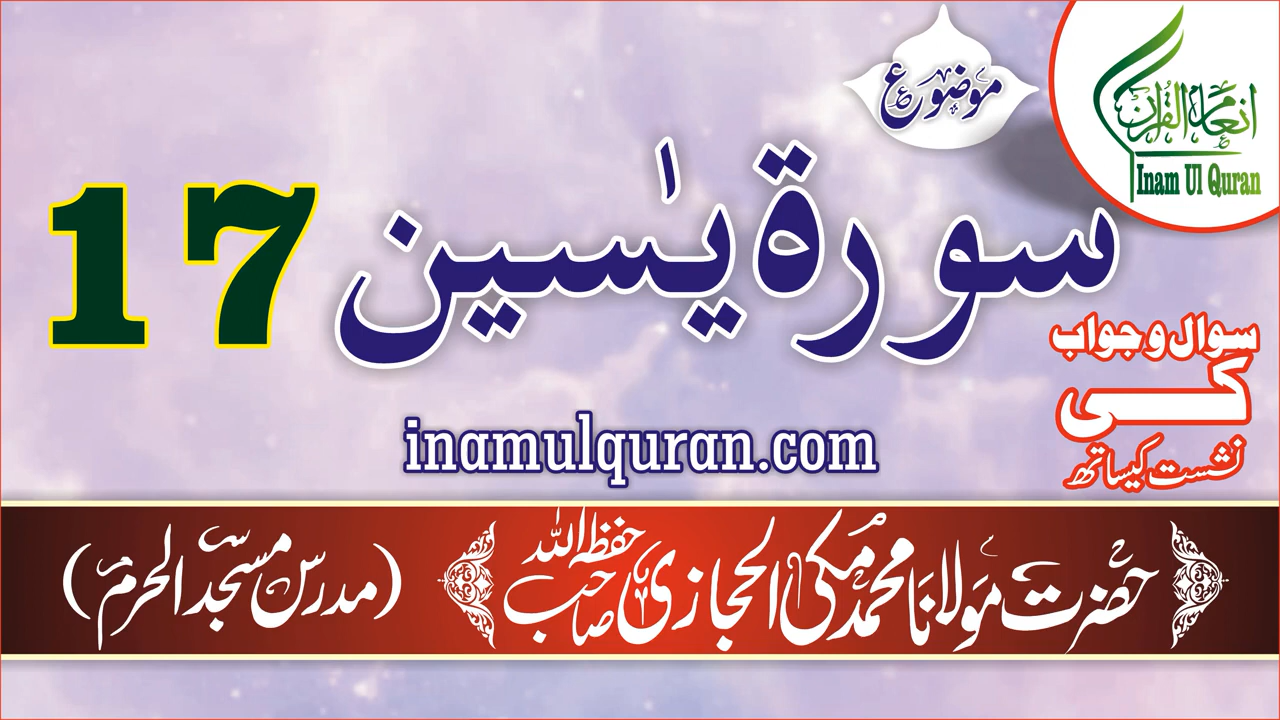 موضوع
انعام القرآن
Inam Ul Quran
سورۃ یٰسین 17
سوال و جواب
کی
نشست کیساتھ
inamulquran.com
حضرت مولانا محمد مکی الحجازی صاحب حفظہ اللہ (مدرس مسجد الحرام)